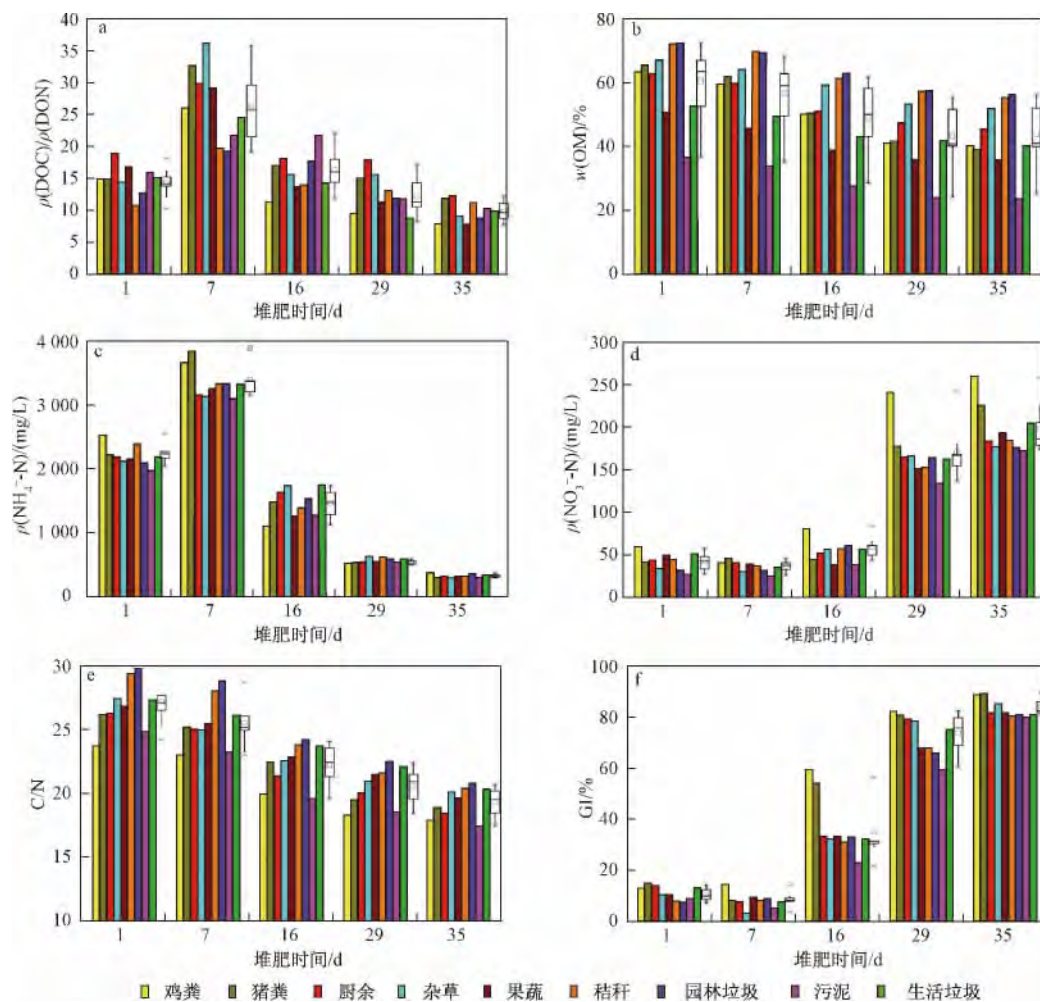 a
ρ(DOC)/ρ(DON)
40
35
30
25
20
15
10
5
0
1 7 16 29 35
堆肥时间/d
b
w(OM)/%
80
60
40
20
0
1 7 16 29 35
堆肥时间/d
c
ρ(NH₄⁻-N)/(mg/L)
4 000
3 000
2 000
1 000
0
1 7 16 29 35
堆肥时间/d
d
ρ(NO₃⁻-N)/(mg/L)
300
250
200
150
100
50
0
1 7 16 29 35
堆肥时间/d
e
C/N
30
25
20
15
10
1 7 16 29 35
堆肥时间/d
f
GI/%
100
80
60
40
20
0
1 7 16 29 35
堆肥时间/d
鸡粪 猪粪 厨余 杂草 果蔬 秸秆 园林垃圾 污泥 生活垃圾